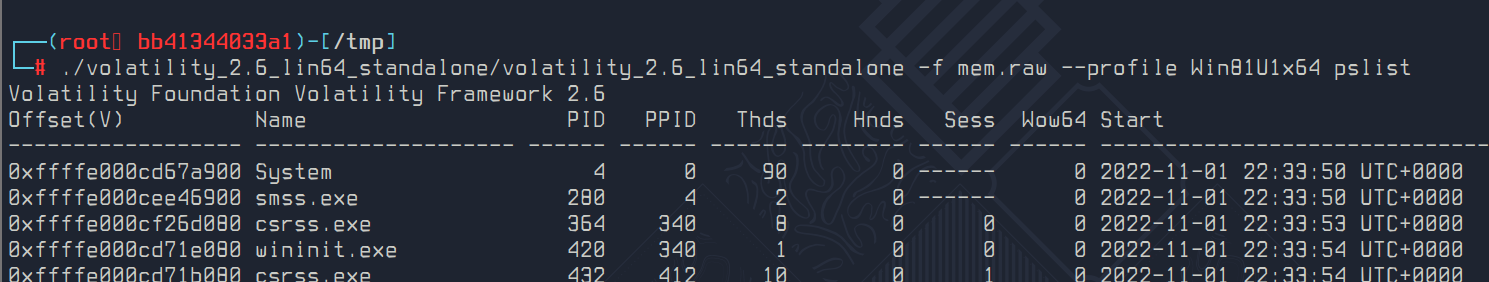 ┌──(root㉿ bb41344033a1)-[/tmp]
└─# ./volatility_2.6_lin64_standalone/volatility_2.6_lin64_standalone -f mem.raw --profile Win81U1x64 pslist
Volatility Foundation Volatility Framework 2.6
Offset(V)          Name                    PID   PPID   Thds     Hnds   Sess  Wow64 Start
------------------ -------------------- ------ ------ ------ -------- ------ ------ ------------------------------
0xffffe000cd67a900 System                    4      0     90        0 ------      0 2022-11-01 22:33:50 UTC+0000
0xffffe000cee46900 smss.exe                280      4      2        0 ------      0 2022-11-01 22:33:50 UTC+0000
0xffffe000cf26d080 csrss.exe               364    340      8        0      0      0 2022-11-01 22:33:53 UTC+0000
0xffffe000cd71e080 wininit.exe             420    340      1        0      0      0 2022-11-01 22:33:54 UTC+0000
0xffffe000cd71b080 csrss.exe               432    412     10        0      1      0 2022-11-01 22:33:54 UTC+0000